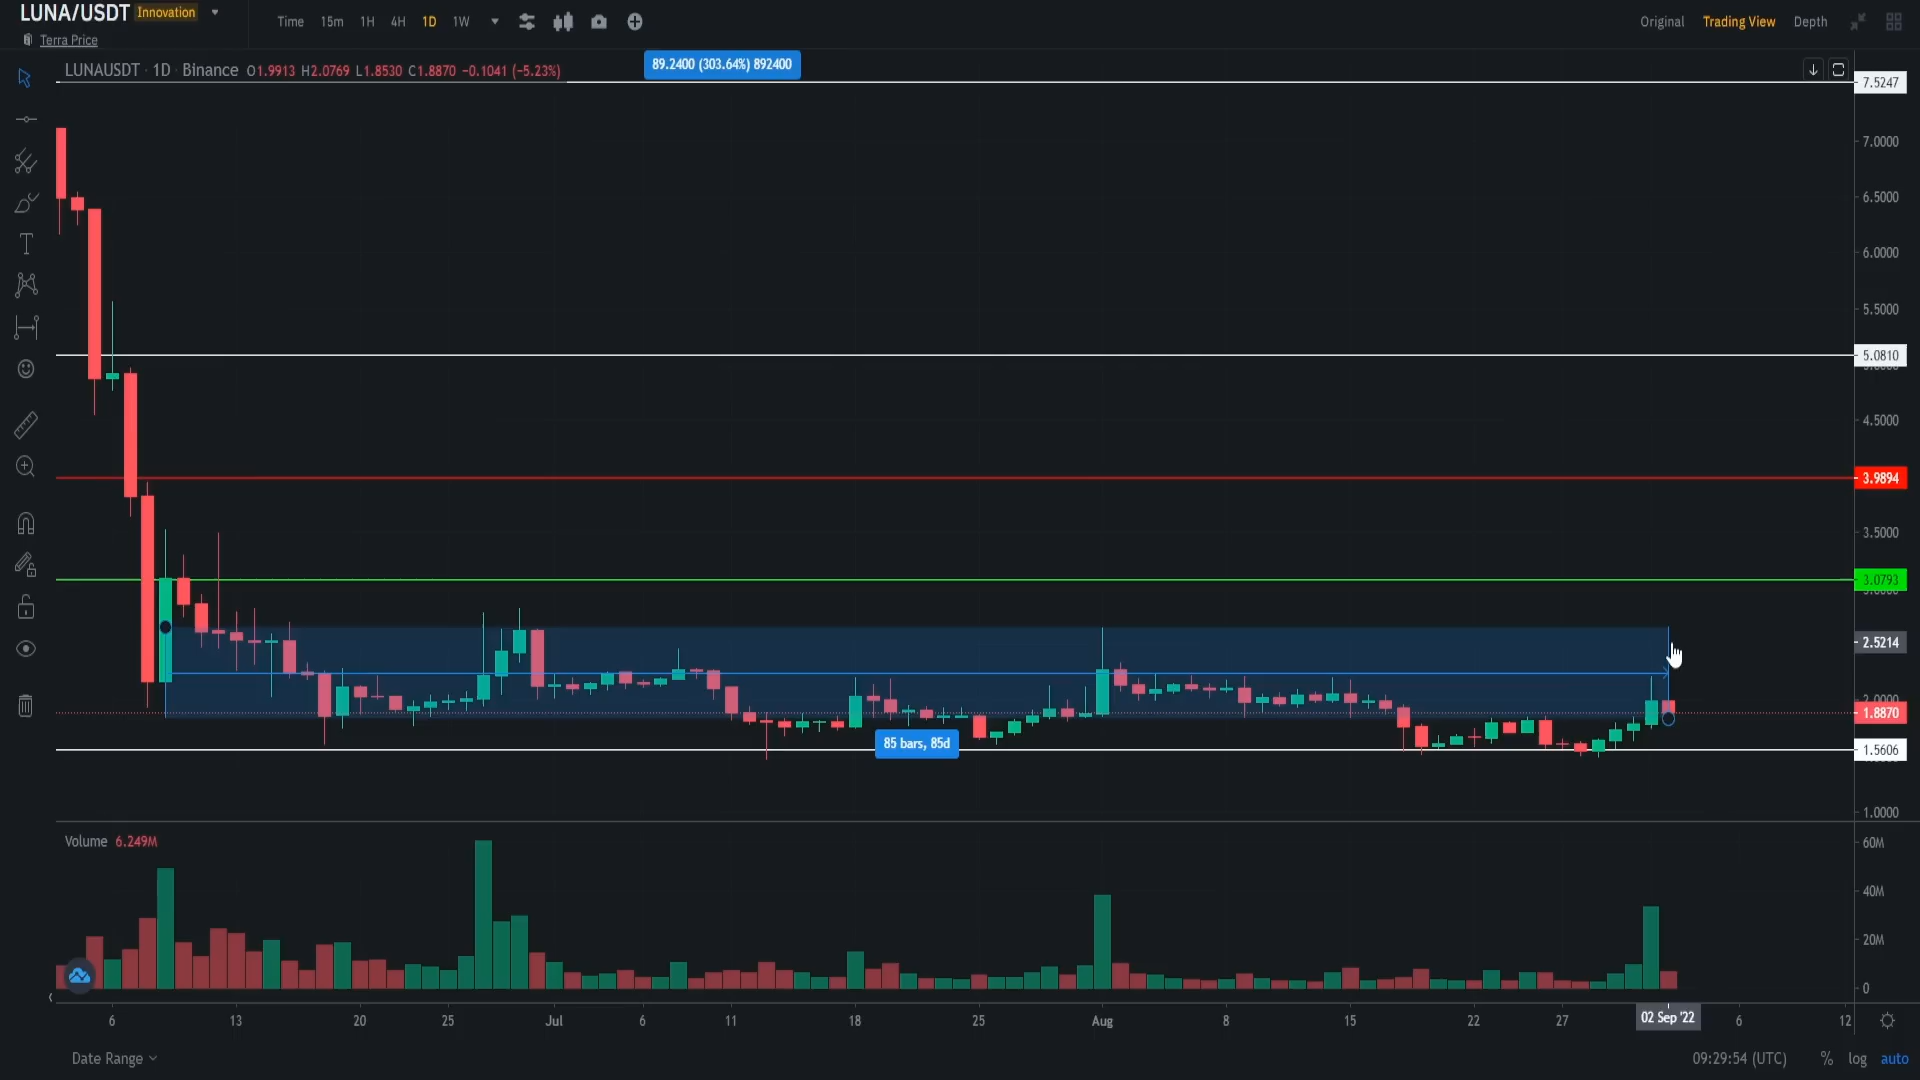 LUNA/USDT Innovation
Terra Price
Time 15m 1H 4H 1D 1W
Original Trading View Depth
LUNAUSDT · 1D · Binance O1.9913 H2.0769 L1.8530 C1.8870 -0.1041 (-5.23%)
89.2400 (303.64%) 892400
7.5247
7.0000
6.5000
6.0000
5.5000
5.0810
4.5000
3.9894
3.5000
3.0793
2.5214
2.0000
1.8870
1.5606
1.0000
85 bars, 85d
Volume 6.249M
60M
40M
20M
0
6 13 20 25 Jul 6 11 18 25 Aug 8 15 22 27 02 Sep '22 6 12
Date Range
09:29:54 (UTC) % log auto